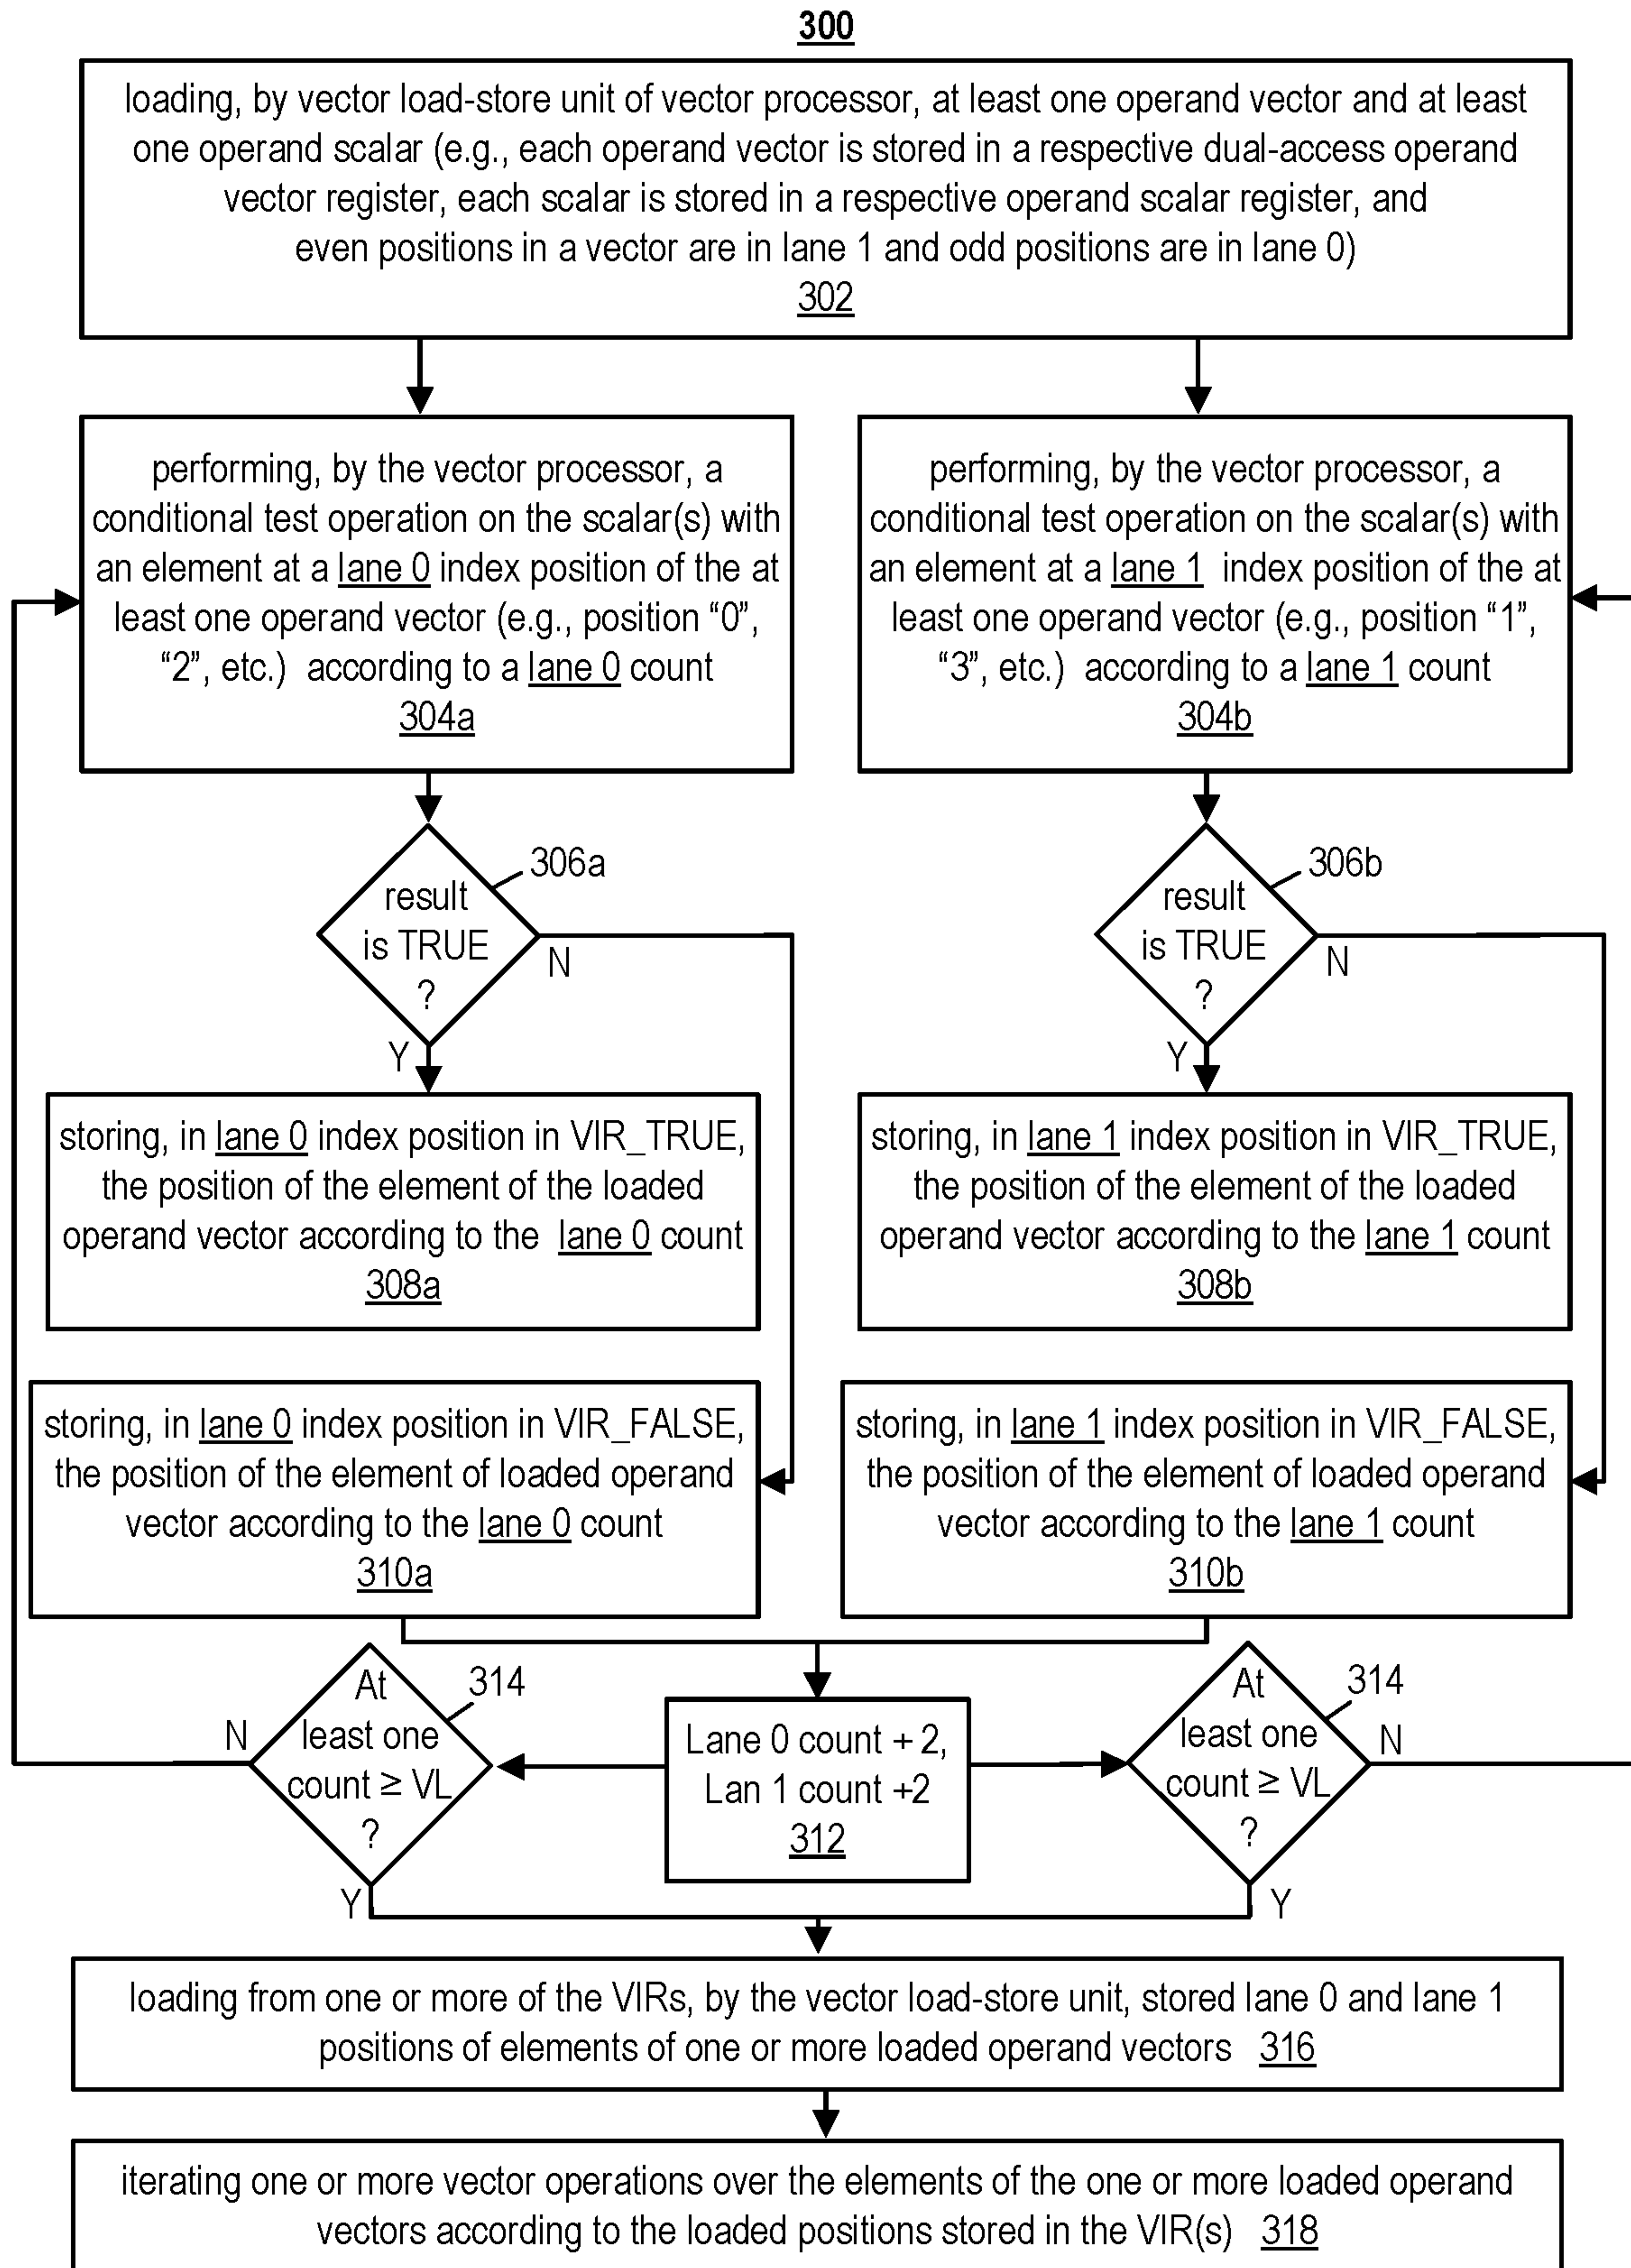 300
loading, by vector load-store unit of vector processor, at least one operand vector and at least
one operand scalar (e.g., each operand vector is stored in a respective dual-access operand
vector register, each scalar is stored in a respective operand scalar register, and
even positions in a vector are in lane 1 and odd positions are in lane 0)
302
performing, by the vector processor, a
conditional test operation on the scalar(s) with
an element at a lane 0 index position of the at
least one operand vector (e.g., position “0”,
“2”, etc.) according to a lane 0 count
304a
performing, by the vector processor, a
conditional test operation on the scalar(s) with
an element at a lane 1 index position of the at
least one operand vector (e.g., position “1”,
“3”, etc.) according to a lane 1 count
304b
306a
result
is TRUE
?
N
Y
306b
result
is TRUE
?
N
Y
storing, in lane 0 index position in VIR_TRUE,
the position of the element of the loaded
operand vector according to the lane 0 count
308a
storing, in lane 1 index position in VIR_TRUE,
the position of the element of the loaded
operand vector according to the lane 1 count
308b
storing, in lane 0 index position in VIR_FALSE,
the position of the element of loaded operand
vector according to the lane 0 count
310a
storing, in lane 1 index position in VIR_FALSE,
the position of the element of loaded operand
vector according to the lane 1 count
310b
314
At
least one
count ≥ VL
?
N
Y
Lane 0 count + 2,
Lan 1 count +2
312
314
At
least one
count ≥ VL
?
N
Y
loading from one or more of the VIRs, by the vector load-store unit, stored lane 0 and lane 1
positions of elements of one or more loaded operand vectors 316
iterating one or more vector operations over the elements of the one or more loaded operand
vectors according to the loaded positions stored in the VIR(s) 318